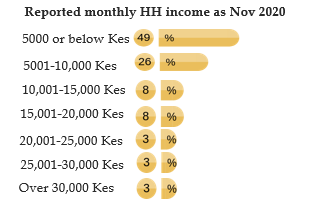 Reported monthly HH income as Nov 2020
5000 or below Kes 49 %
5001-10,000 Kes 26 %
10,001-15,000 Kes 8 %
15,001-20,000 Kes 8 %
20,001-25,000 Kes 3 %
25,001-30,000 Kes 3 %
Over 30,000 Kes 3 %